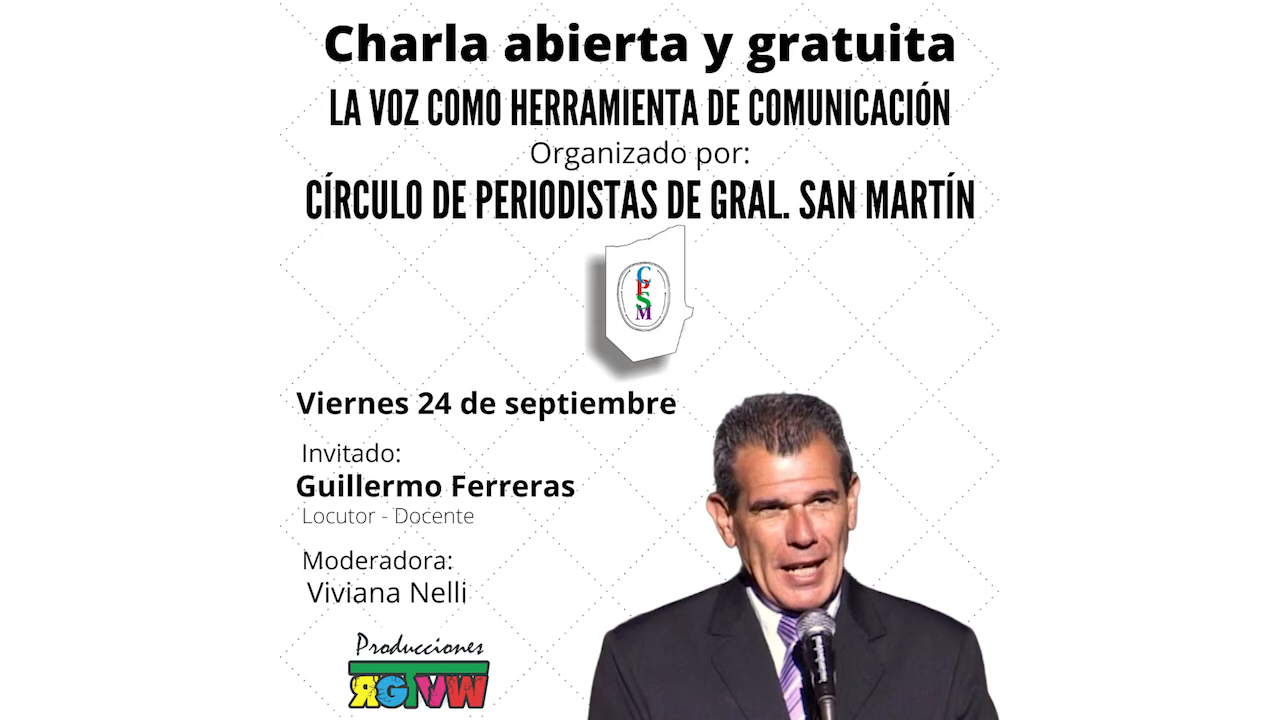 Charla abierta y gratuita
LA VOZ COMO HERRAMIENTA DE COMUNICACIÓN
Organizado por:
CÍRCULO DE PERIODISTAS DE GRAL. SAN MARTÍN
C
P
S
M
Viernes 24 de septiembre
Invitado:
Guillermo Ferreras
Locutor - Docente
Moderadora:
Viviana Nelli
Producciones
RGTVW